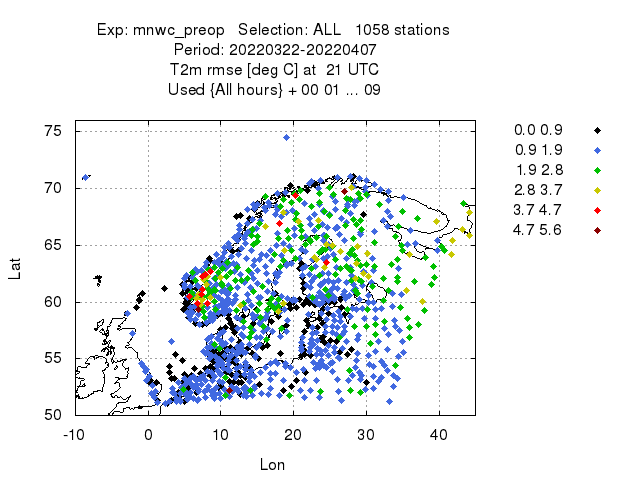 Exp: mnwc_preop   Selection: ALL   1058 stations
Period: 20220322-20220407
T2m rmse [deg C] at  21 UTC
Used {All hours} + 00 01 ... 09
75
70
65
60
55
50
Lat
-10 0 10 20 30 40
Lon
0.0 0.9
0.9 1.9
1.9 2.8
2.8 3.7
3.7 4.7
4.7 5.6